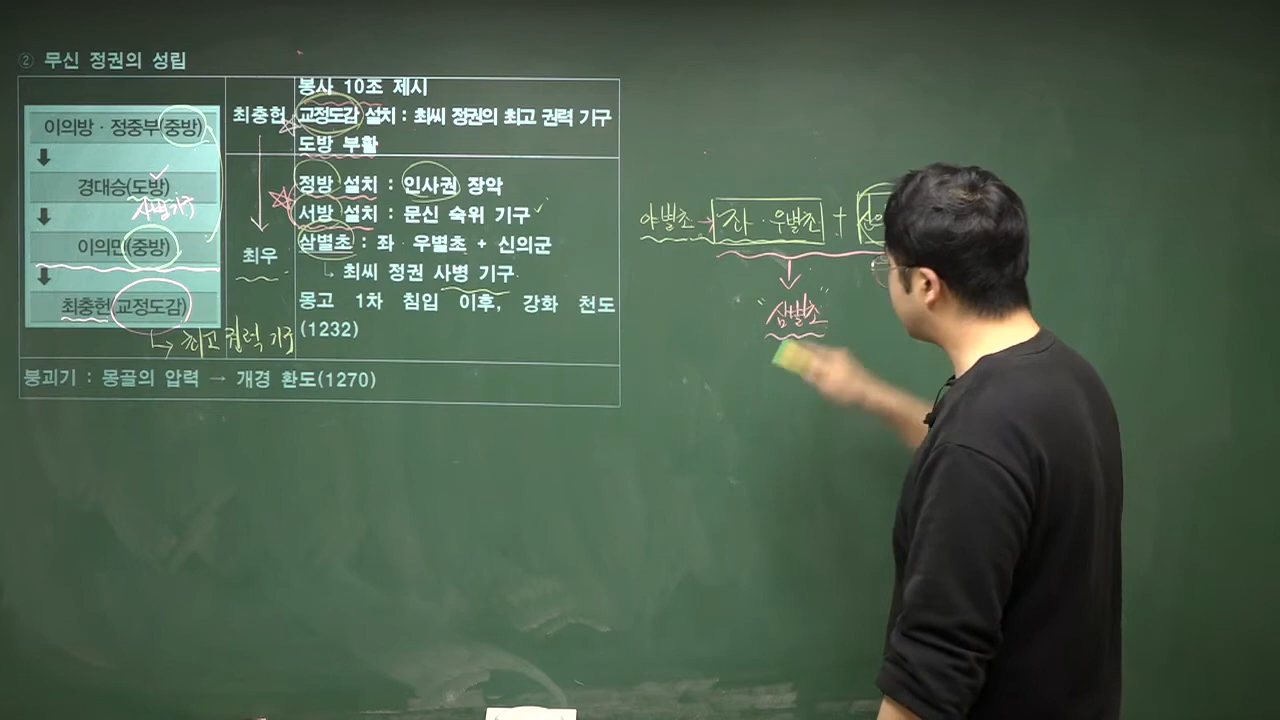 ② 무신 정권의 성립
이의방 · 정중부(중방)
경대승(도방)
사병기구
이의민(중방)
최충헌(교정도감)
↳ 최고 권력 기구
최충헌
봉사 10조 제시
교정도감 설치 : 최씨 정권의 최고 권력 기구
도방 부활
최우
정방 설치 : 인사권 장악
서방 설치 : 문신 숙위 기구
삼별초 : 좌 · 우별초 + 신의군
↳ 최씨 정권 사병 기구
몽고 1차 침입 이후, 강화 천도
(1232)
붕괴기 : 몽골의 압력 → 개경 환도(1270)
야별초 → 좌 · 우별초 +
"삼별초"